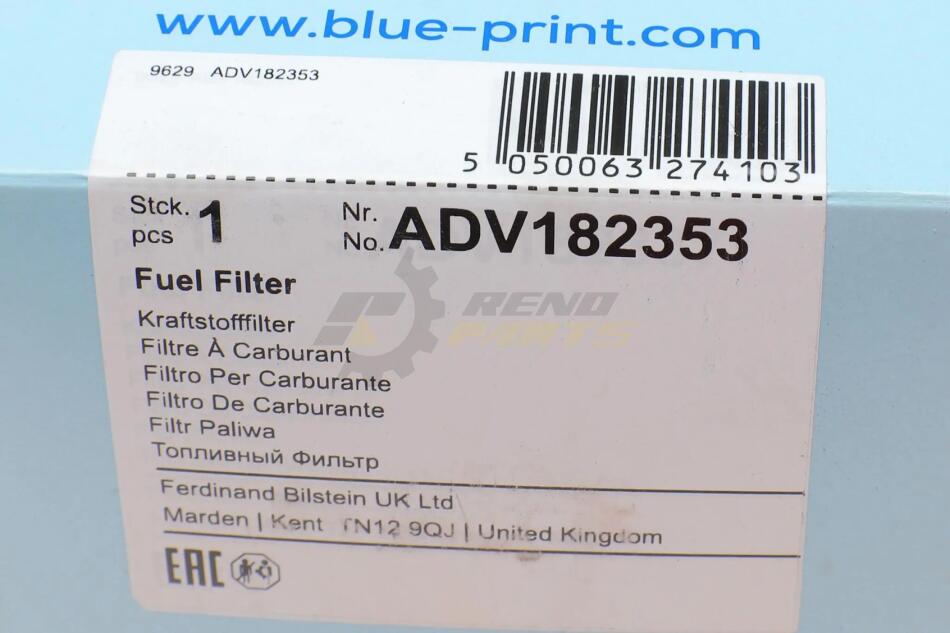 www.blue-print.com
9629 ADV182353
5 050063 274103
Stck. 1 Nr. ADV182353
pcs No.
Fuel Filter
RENO
PARTS
Kraftstofffilter
Filtre À Carburant
Filtro Per Carburante
Filtro De Carburante
Filtr Paliwa
Топливный Фильтр
Ferdinand Bilstein UK Ltd
Marden | Kent TN12 9QJ | United Kingdom
EAC